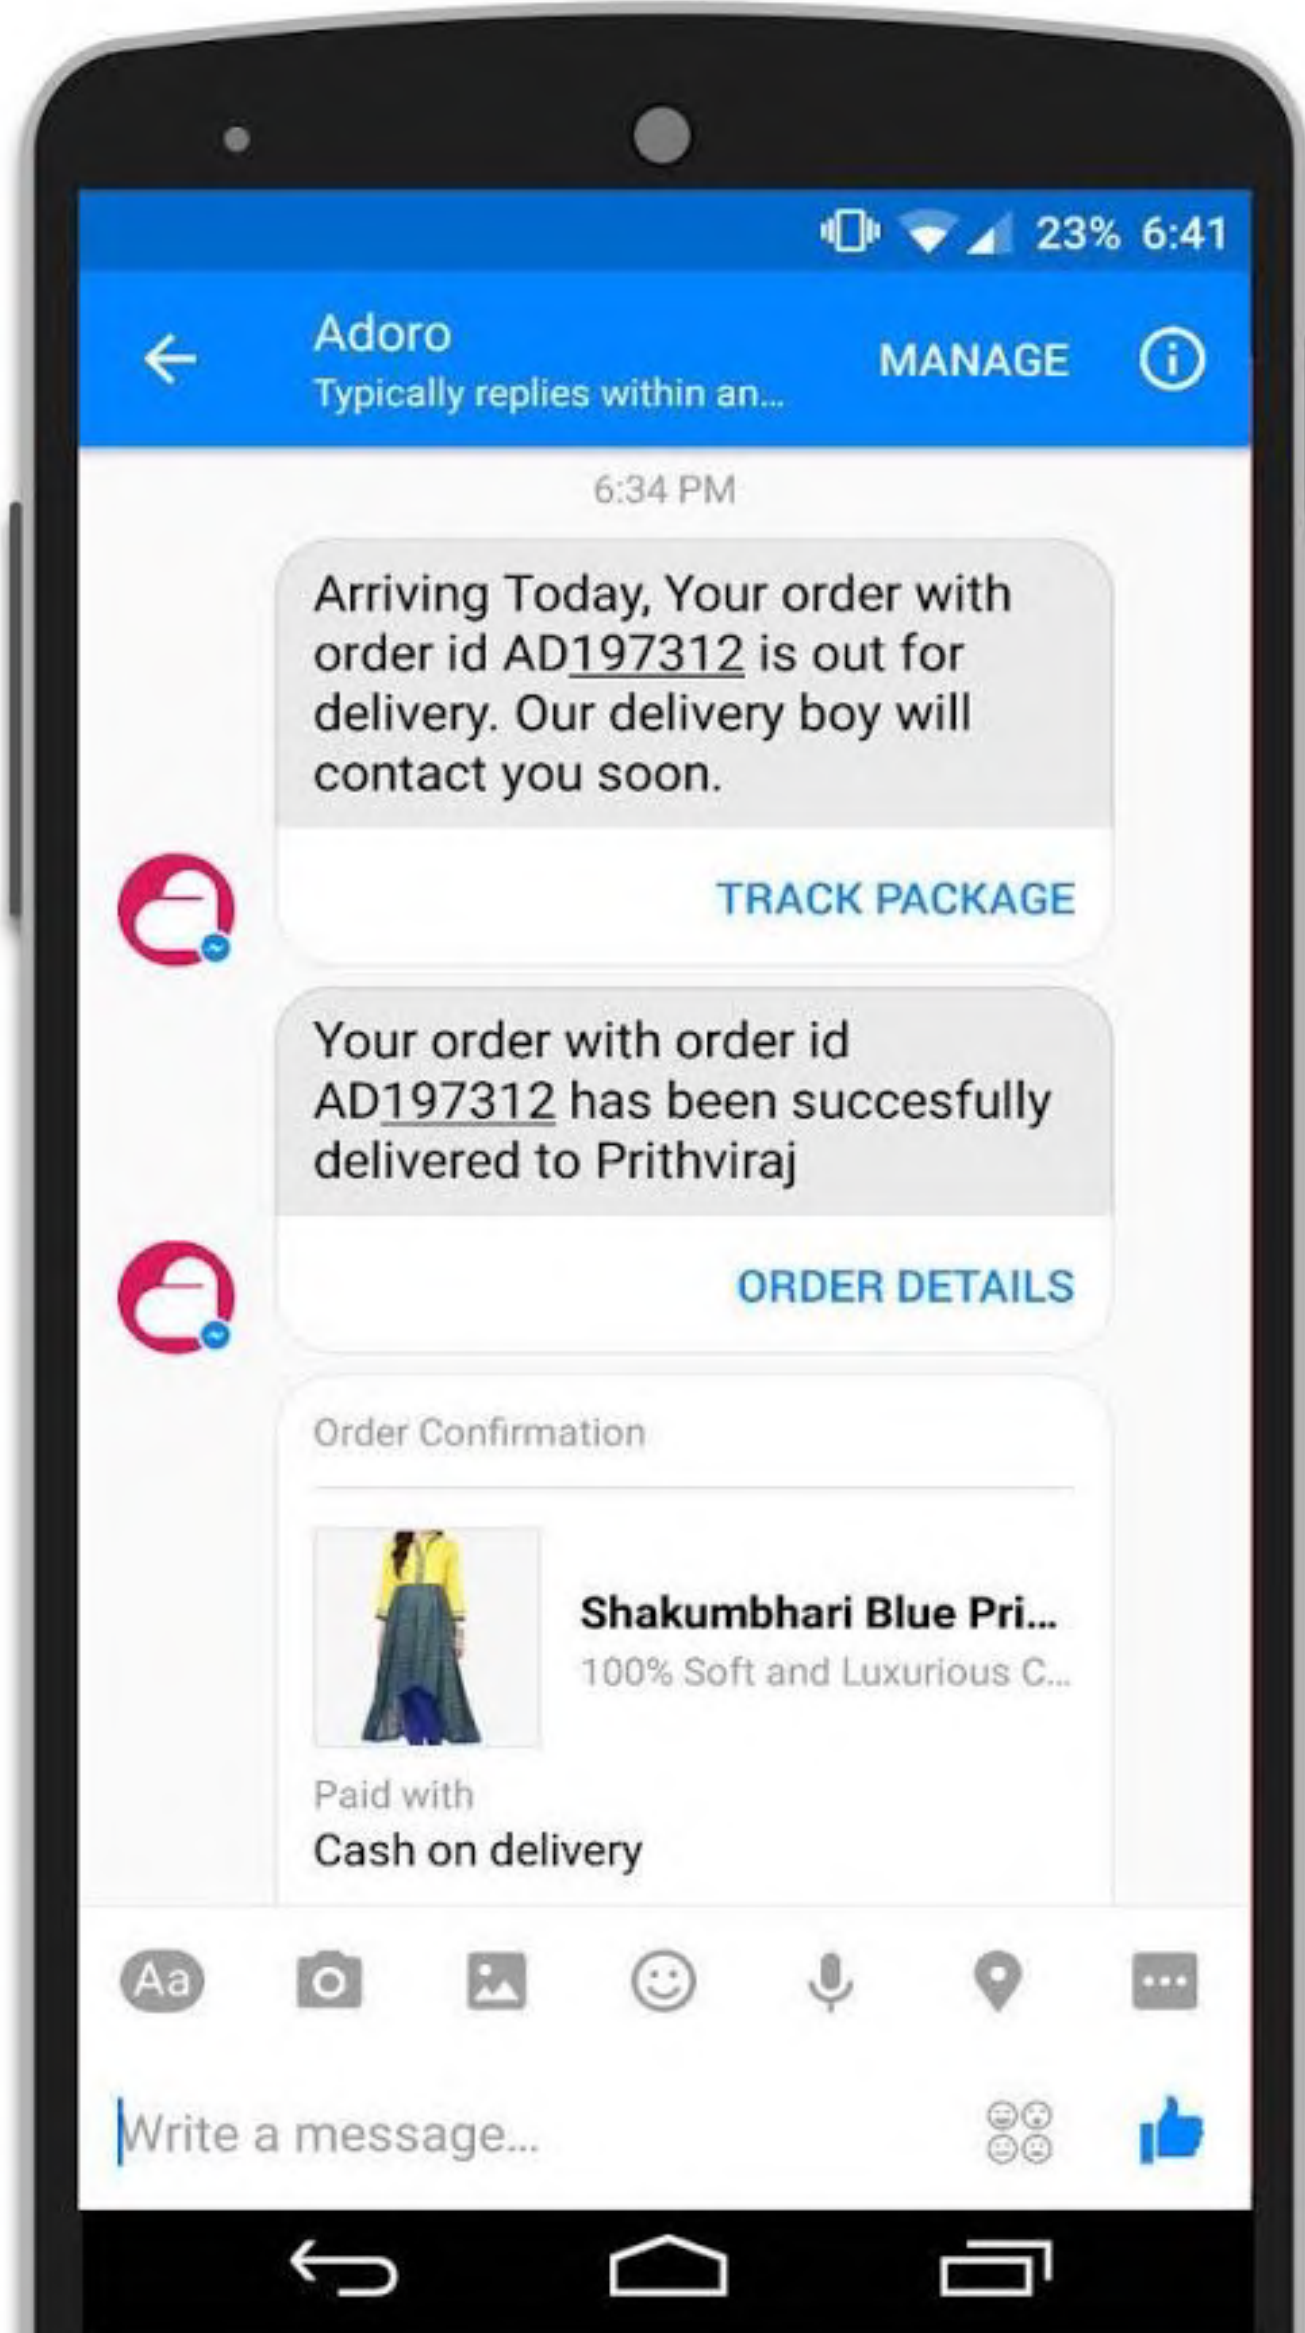 23% 6:41
Adoro
Typically replies within an...
MANAGE
6:34 PM
Arriving Today, Your order with
order id AD197312 is out for
delivery. Our delivery boy will
contact you soon.
TRACK PACKAGE
Your order with order id
AD197312 has been succesfully
delivered to Prithviraj
ORDER DETAILS
Order Confirmation
Shakumbhari Blue Pri...
100% Soft and Luxurious C...
Paid with
Cash on delivery
Aa
Write a message...